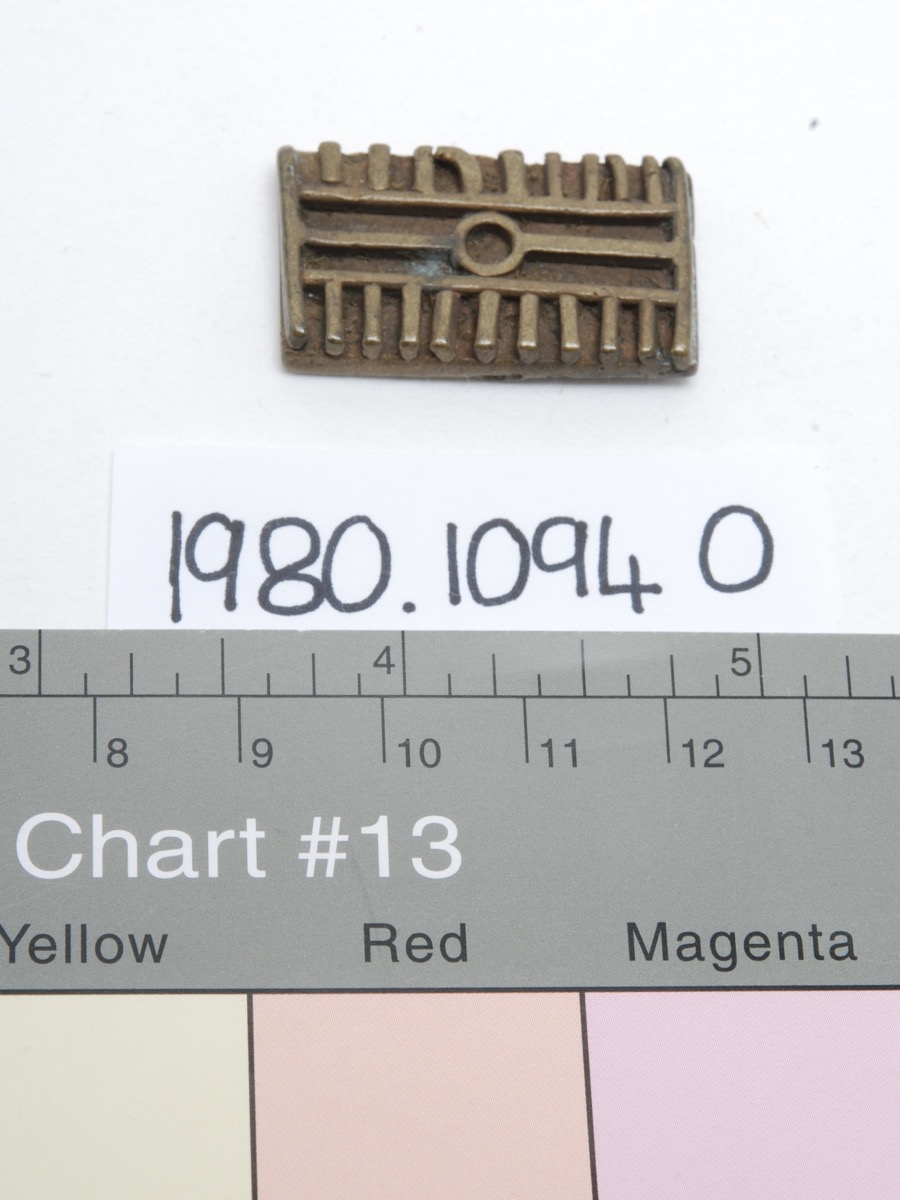 1980.1094 O
3 4 5
8 9 10 11 12 13
Chart #13
Yellow Red Magenta